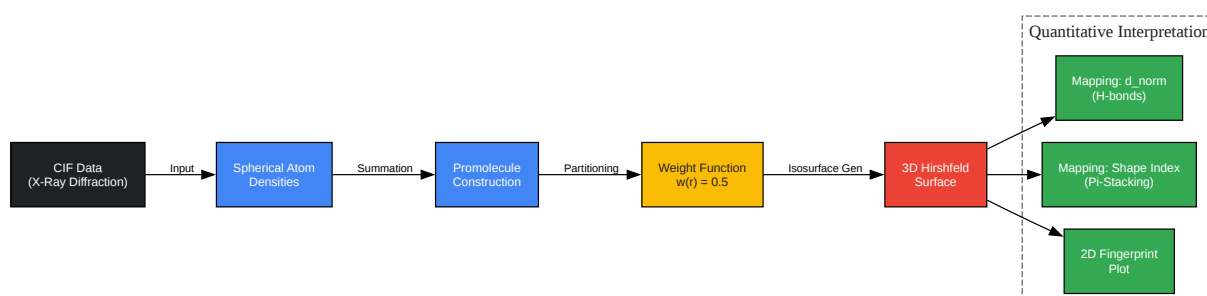 Quantitative Interpretation
CIF Data
(X-Ray Diffraction)
Input
Spherical Atom
Densities
Summation
Promolecule
Construction
Partitioning
Weight Function
w(r) = 0.5
Isosurface Gen
3D Hirshfeld
Surface
Mapping: d_norm
(H-bonds)
Mapping: Shape Index
(Pi-Stacking)
2D Fingerprint
Plot